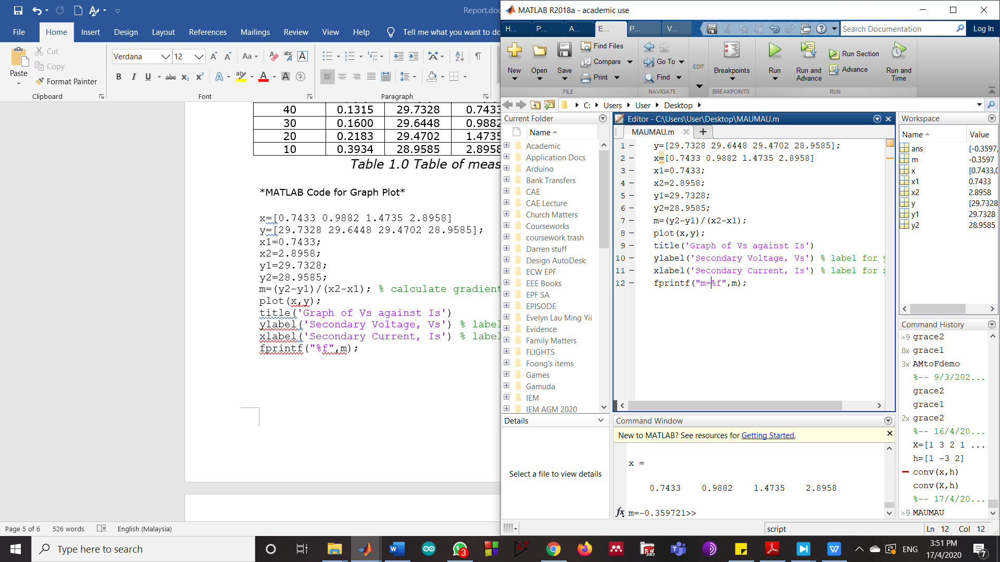 Report.doc
File Home Insert Design Layout References Mailings Review View Help Tell me what you want to do
Paste
Cut
Copy
Format Painter
Clipboard
Verdana 12
Font
Paragraph
40 0.1315 29.7328 0.7433
30 0.1600 29.6448 0.9882
20 0.2183 29.4702 1.4735
10 0.3934 28.9585 2.8958
Table 1.0 Table of meas
*MATLAB Code for Graph Plot*
x=[0.7433 0.9882 1.4735 2.8958]
y=[29.7328 29.6448 29.4702 28.9585];
x1=0.7433;
x2=2.8958;
y1=29.7328;
y2=28.9585;
m=(y2-y1)/(x2-x1); % calculate gradient
plot(x,y);
title('Graph of Vs against Is')
ylabel('Secondary Voltage, Vs') % label
xlabel('Secondary Current, Is') % label
fprintf("%f",m);
Page 5 of 6 526 words English (Malaysia)
MATLAB R2018a - academic use
H... P... A... E... P... V...
Search Documentation Log In
New Open Save
Find Files
Compare
Print
FILE
Go To
Find
NAVIGATE
EDIT
Breakpoints
BREAKPOINTS
Run
Run and Advance
Run Section
Advance
Run and Time
RUN
C: Users User Desktop
Current Folder
Name
Academic
Application Docs
Arduino
Bank Transfers
CAE
CAE Lecture
Church Matters
Courseworks
coursework trash
Darren stuff
Design AutoDesk
ECW EPF
EEE Books
EPF SA
EPISODE
Evelyn Lau Ming Yii
Evidence
Family Matters
FLIGHTS
Foong's items
Games
Gamuda
IEM
IEM AGM 2020
Details
Select a file to view details
Editor - C:\Users\User\Desktop\MAUMAU.m
MAUMAU.m
1 y=[29.7328 29.6448 29.4702 28.9585];
2 x=[0.7433 0.9882 1.4735 2.8958]
3 x1=0.7433;
4 x2=2.8958;
5 y1=29.7328;
6 y2=28.9585;
7 m=(y2-y1)/(x2-x1);
8 plot(x,y);
9 title('Graph of Vs against Is')
10 ylabel('Secondary Voltage, Vs') % label for y
11 xlabel('Secondary Current, Is') % label for x
12 fprintf("m=%f",m);
Command Window
New to MATLAB? See resources for Getting Started.
x =
0.7433 0.9882 1.4735 2.8958
fx m=-0.359721>>
Workspace
Name Value
ans [-0.3597,
m -0.3597
x [0.7433,0
x1 0.7433
x2 2.8958
y [29.7328
y1 29.7328
y2 28.9585
Command History
>9 grace2
8x grace1
3x AMtoFdemo
%-- 9/3/202...
grace2
grace1
2x grace2
%-- 16/4/20...
X=[1 3 2 1 ...
h=[1 -3 2]
conv(x,h)
conv(X,h)
%-- 17/4/20...
>9 MAUMAU
script Ln 12 Col 12
Type here to search
3
2017
ENG
3:51 PM
17/4/2020
7